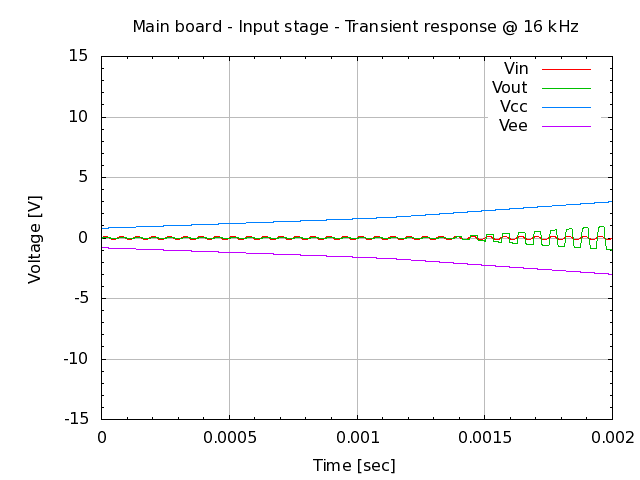 Main board - Input stage - Transient response @ 16 kHz
Vin
Vout
Vcc
Vee
15
10
5
0
-5
-10
-15
Voltage [V]
0 0.0005 0.001 0.0015 0.002
Time [sec]